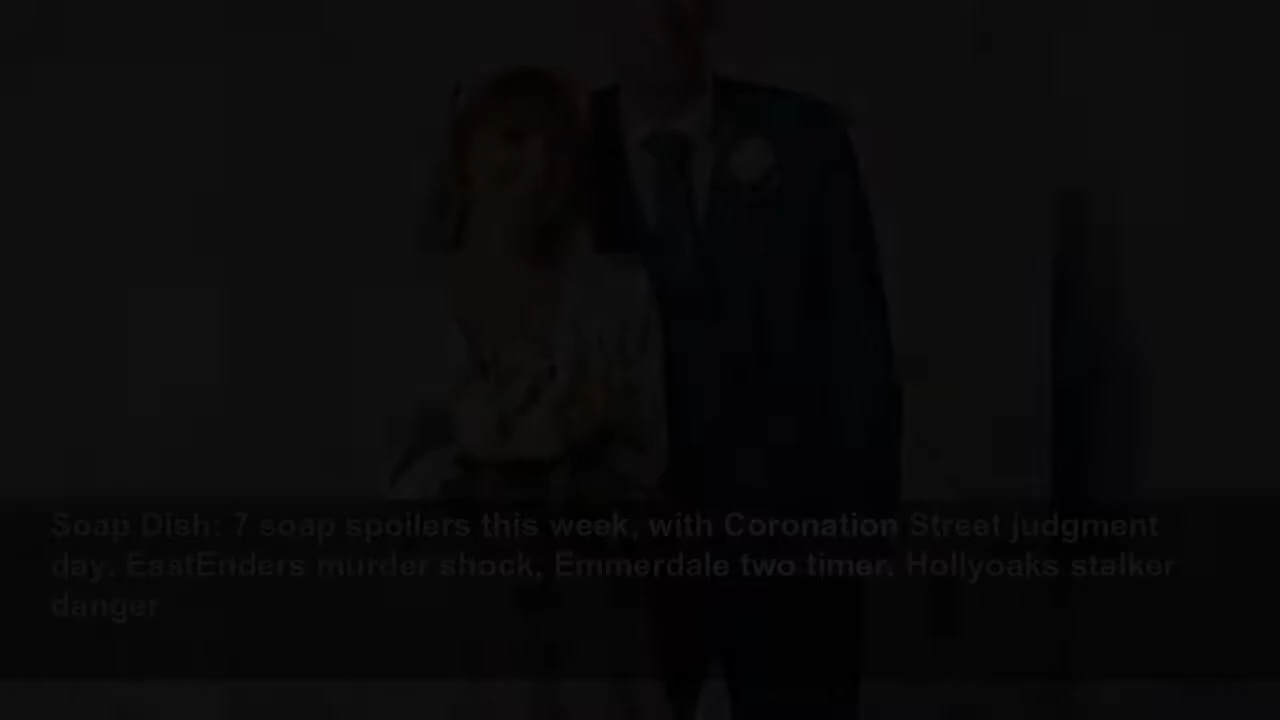 Soap Dish: 7 soap spoilers this week, with Coronation Street judgment
day, EastEnders murder shock, Emmerdale two timer. Hollyoaks stalker
danger